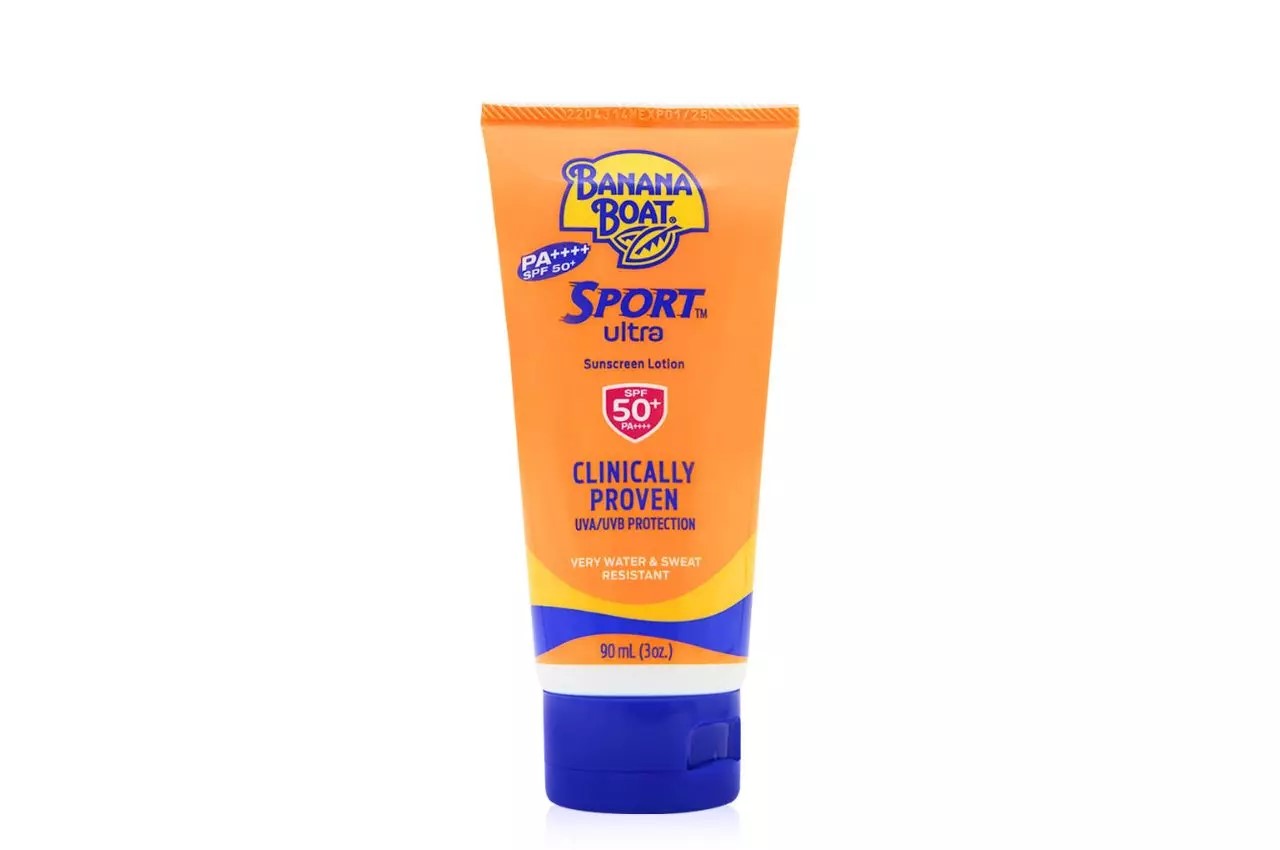 2204314 EXP01/25
BANANA
BOAT®
PA++++
SPF 50+
SPORT™
ultra
Sunscreen Lotion
SPF
50+
PA++++
CLINICALLY
PROVEN
UVA/UVB PROTECTION
VERY WATER & SWEAT
RESISTANT
90 mL (3oz.)